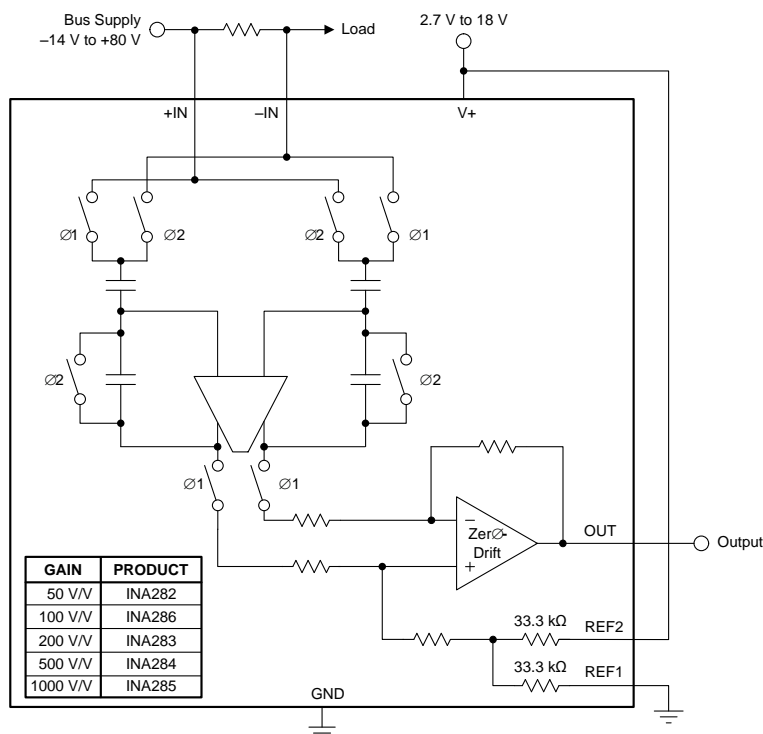 Bus Supply
–14 V to +80 V
Load
2.7 V to 18 V
+IN
–IN
V+
Ø1
Ø2
Ø2
Ø1
Ø2
Ø2
Ø1
Ø1
–
ZerØ-
Drift
+
OUT
Output
GAIN PRODUCT
50 V/V INA282
100 V/V INA286
200 V/V INA283
500 V/V INA284
1000 V/V INA285
33.3 kΩ
REF2
33.3 kΩ
REF1
GND